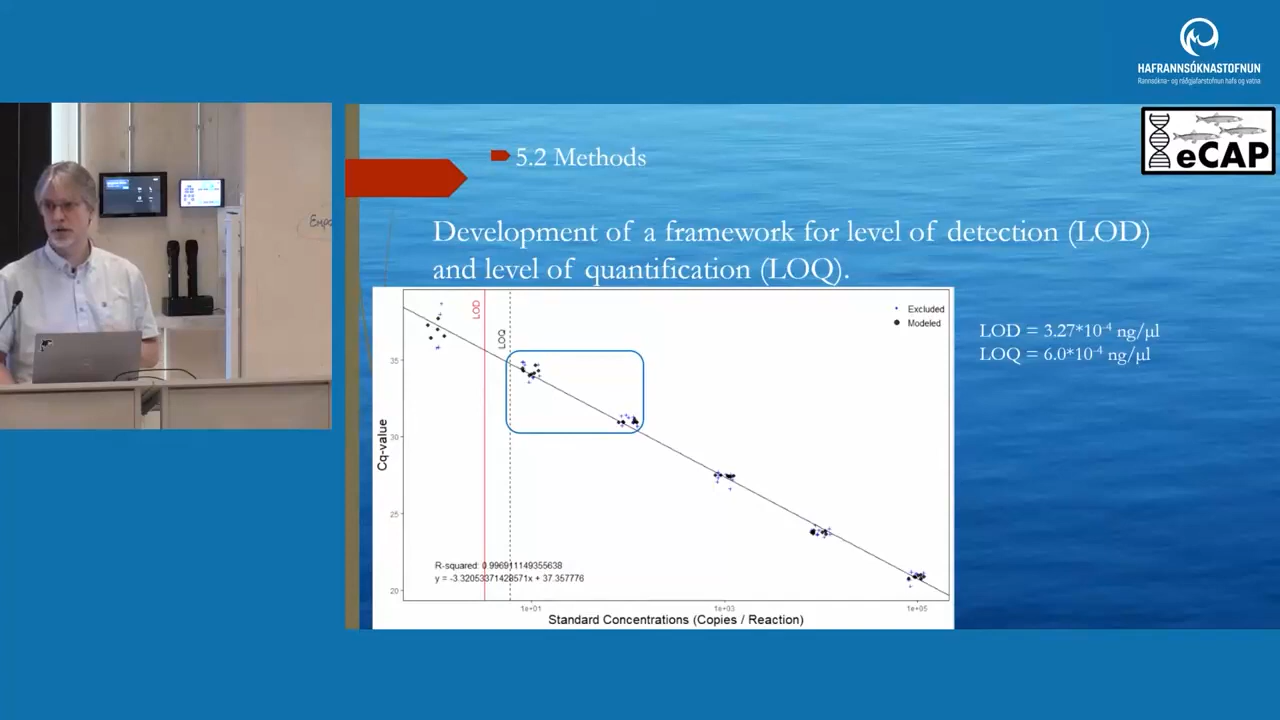 HAFRANNSÓKNASTOFNUN
Rannsókna- og ráðgjafarstofnun hafs og vatna
eCAP
5.2 Methods
Development of a framework for level of detection (LOD)
and level of quantification (LOQ).
LOD
LOQ
Excluded
Modeled
LOD = 3.27*10⁻⁴ ng/µl
LOQ = 6.0*10⁻⁴ ng/µl
35
30
25
20
Cq-value
R-squared: 0.996911149355638
y = -3.32053371428571x + 37.357776
1e+01
1e+03
1e+05
Standard Concentrations (Copies / Reaction)